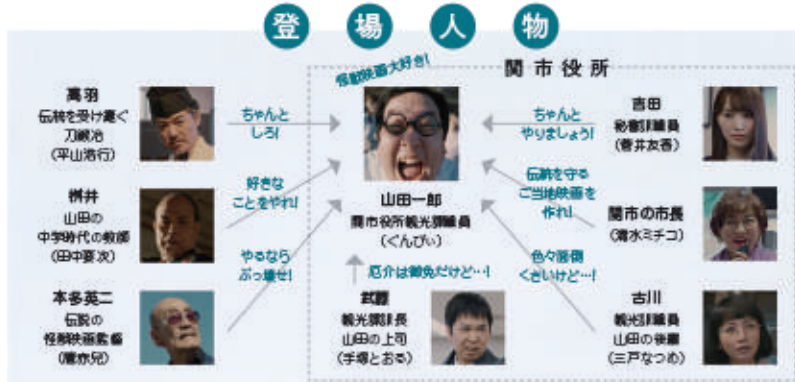 登場人物
関市役所
怪獣映画大好き!
高羽
伝統を受け継ぐ
刀鍛冶
(平山浩行)
ちゃんと
しろ!
桝井
山田の
中学時代の教師
(田中要次)
好きな
ことをやれ!
本多英二
伝説の
怪獣映画監督
(麿赤兒)
やるなら
ぶっ壊せ!
山田一郎
関市役所観光課職員
(ぐんぴぃ)
厄介は御免だけど…!
武藤
観光課課長
山田の上司
(手塚とおる)
吉田
秘書課職員
(菅井友香)
ちゃんと
やりましょう!
関市の市長
(清水ミチコ)
伝統を守る
ご当地映画を
作れ!
古川
観光課職員
山田の後輩
(三戸なつめ)
色々面倒
くさいけど…!